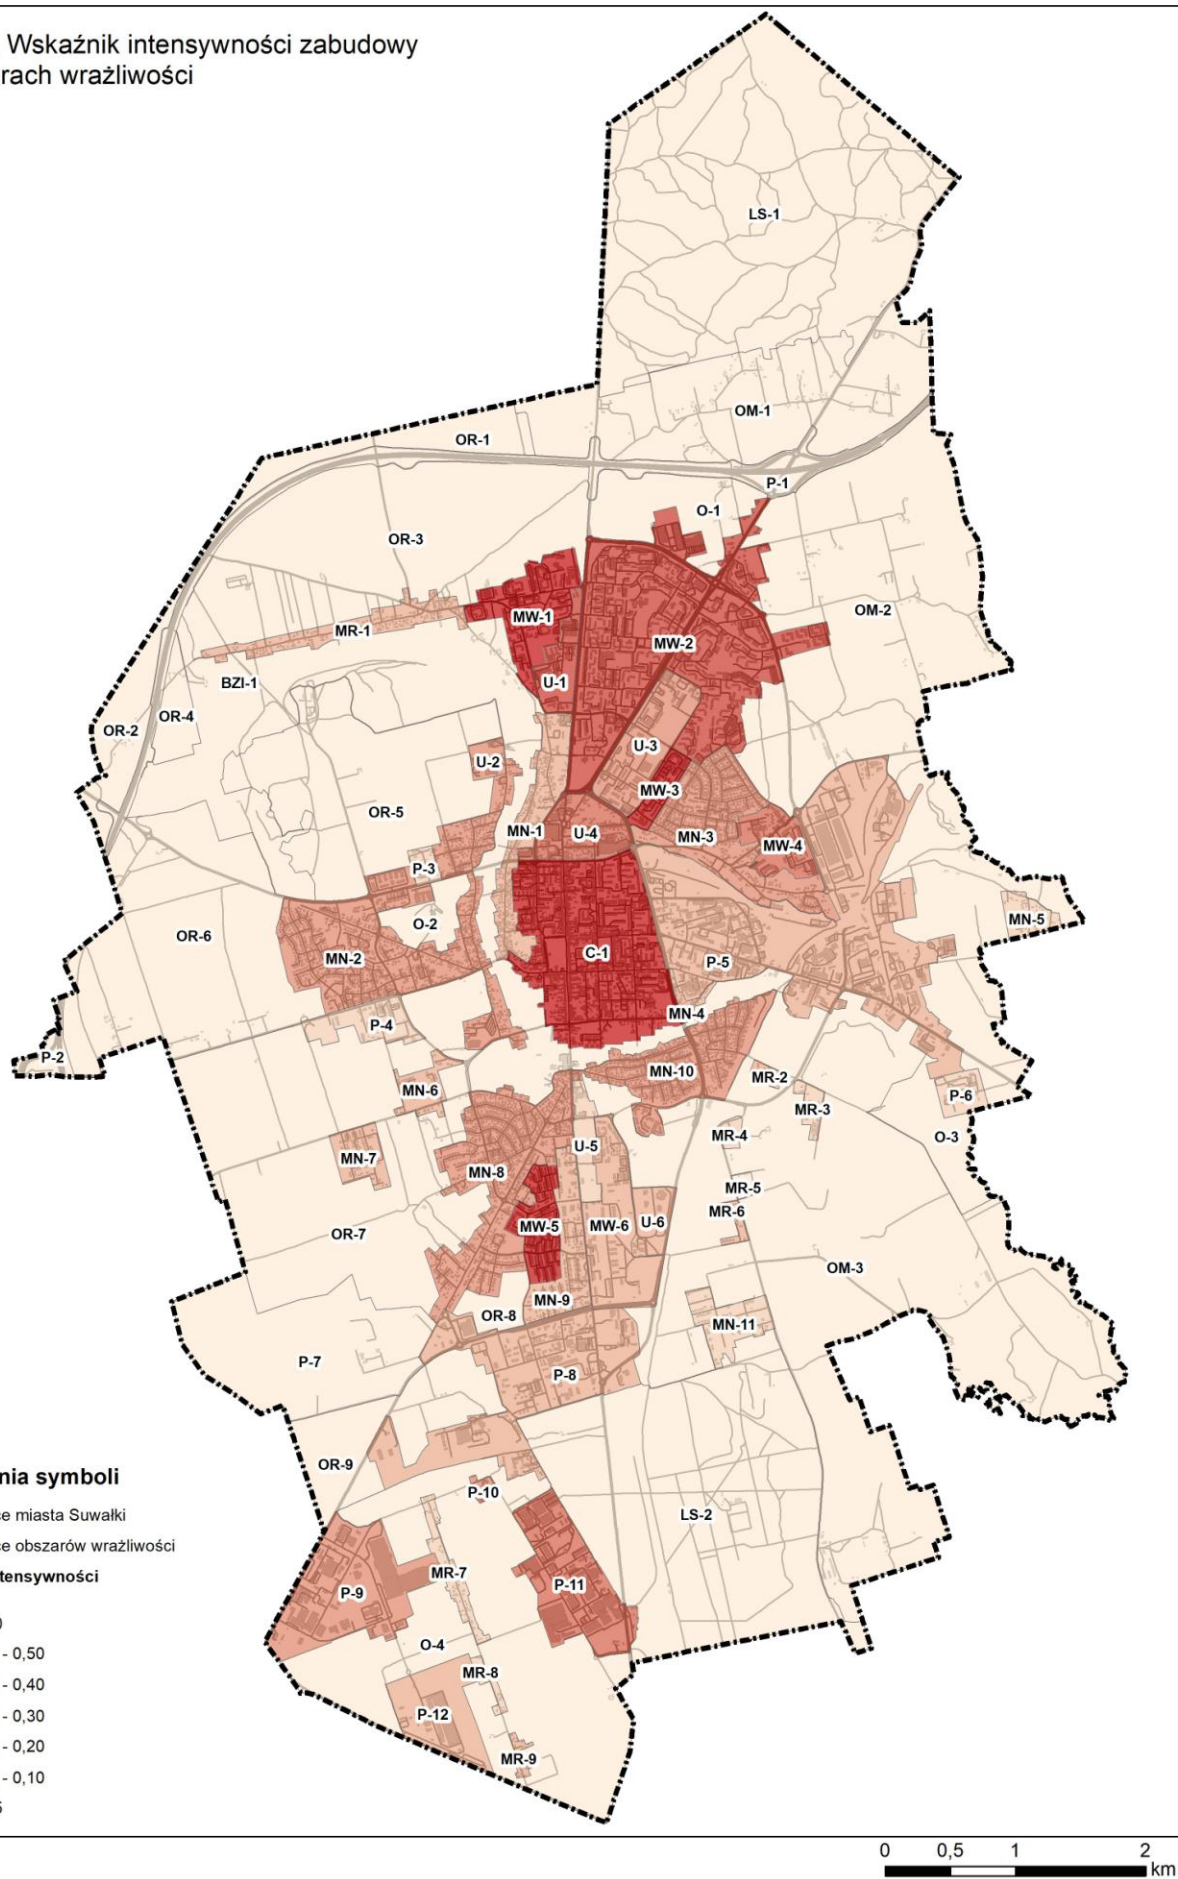 Wskaźnik intensywności zabudowy
rach wrażliwości
LS-1
OM-1
OR-1
P-1
O-1
OR-3
OM-2
MW-1
MR-1
MW-2
BZI-1
U-1
OR-4
OR-2
U-3
U-2
MW-3
OR-5
MN-1
U-4
MN-3
MW-4
P-3
MN-5
O-2
OR-6
C-1
MN-2
P-5
MN-4
P-4
P-2
MN-10
MR-2
MN-6
P-6
MR-3
MR-4
O-3
U-5
MN-7
MN-8
MR-5
MR-6
MW-5
MW-6
U-6
OR-7
OM-3
MN-9
OR-8
MN-11
P-7
P-8
OR-9
nia symboli
P-10
ce miasta Suwałki
LS-2
ce obszarów wrażliwości
tensywności
MR-7
P-11
P-9
0
O-4
- 0,50
MR-8
- 0,40
P-12
- 0,30
- 0,20
MR-9
- 0,10
5
0 0,5 1 2
km